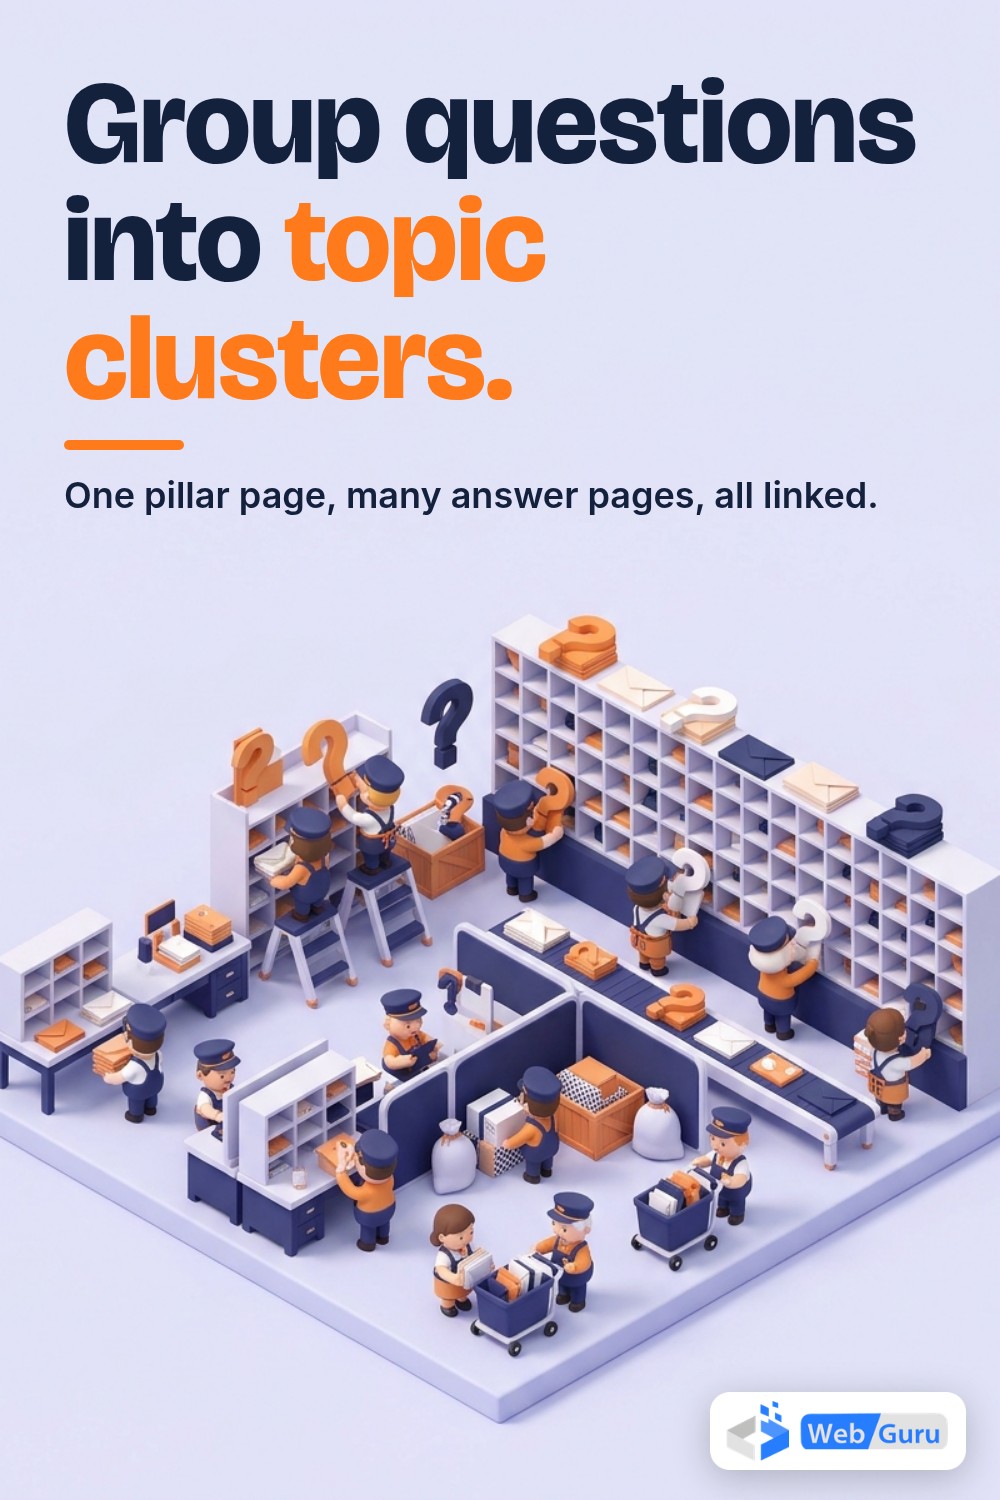 Group questions
into topic
clusters.
One pillar page, many answer pages, all linked.
Web Guru